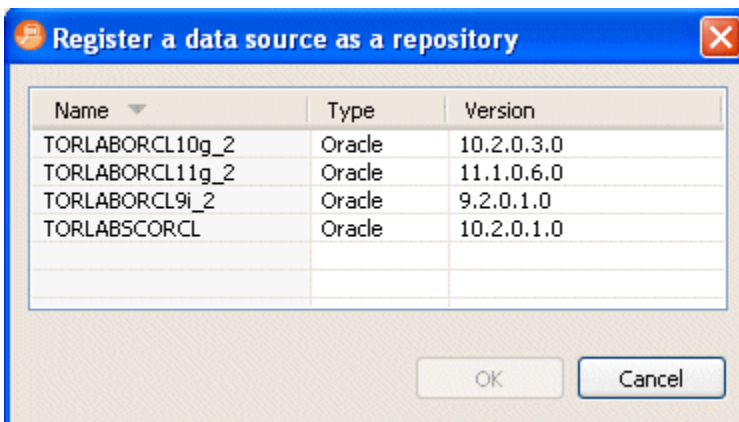 Register a data source as a repository
Name Type Version
TORLABORCL10g_2 Oracle 10.2.0.3.0
TORLABORCL11g_2 Oracle 11.1.0.6.0
TORLABORCL9i_2 Oracle 9.2.0.1.0
TORLABSCORCL Oracle 10.2.0.1.0
OK Cancel